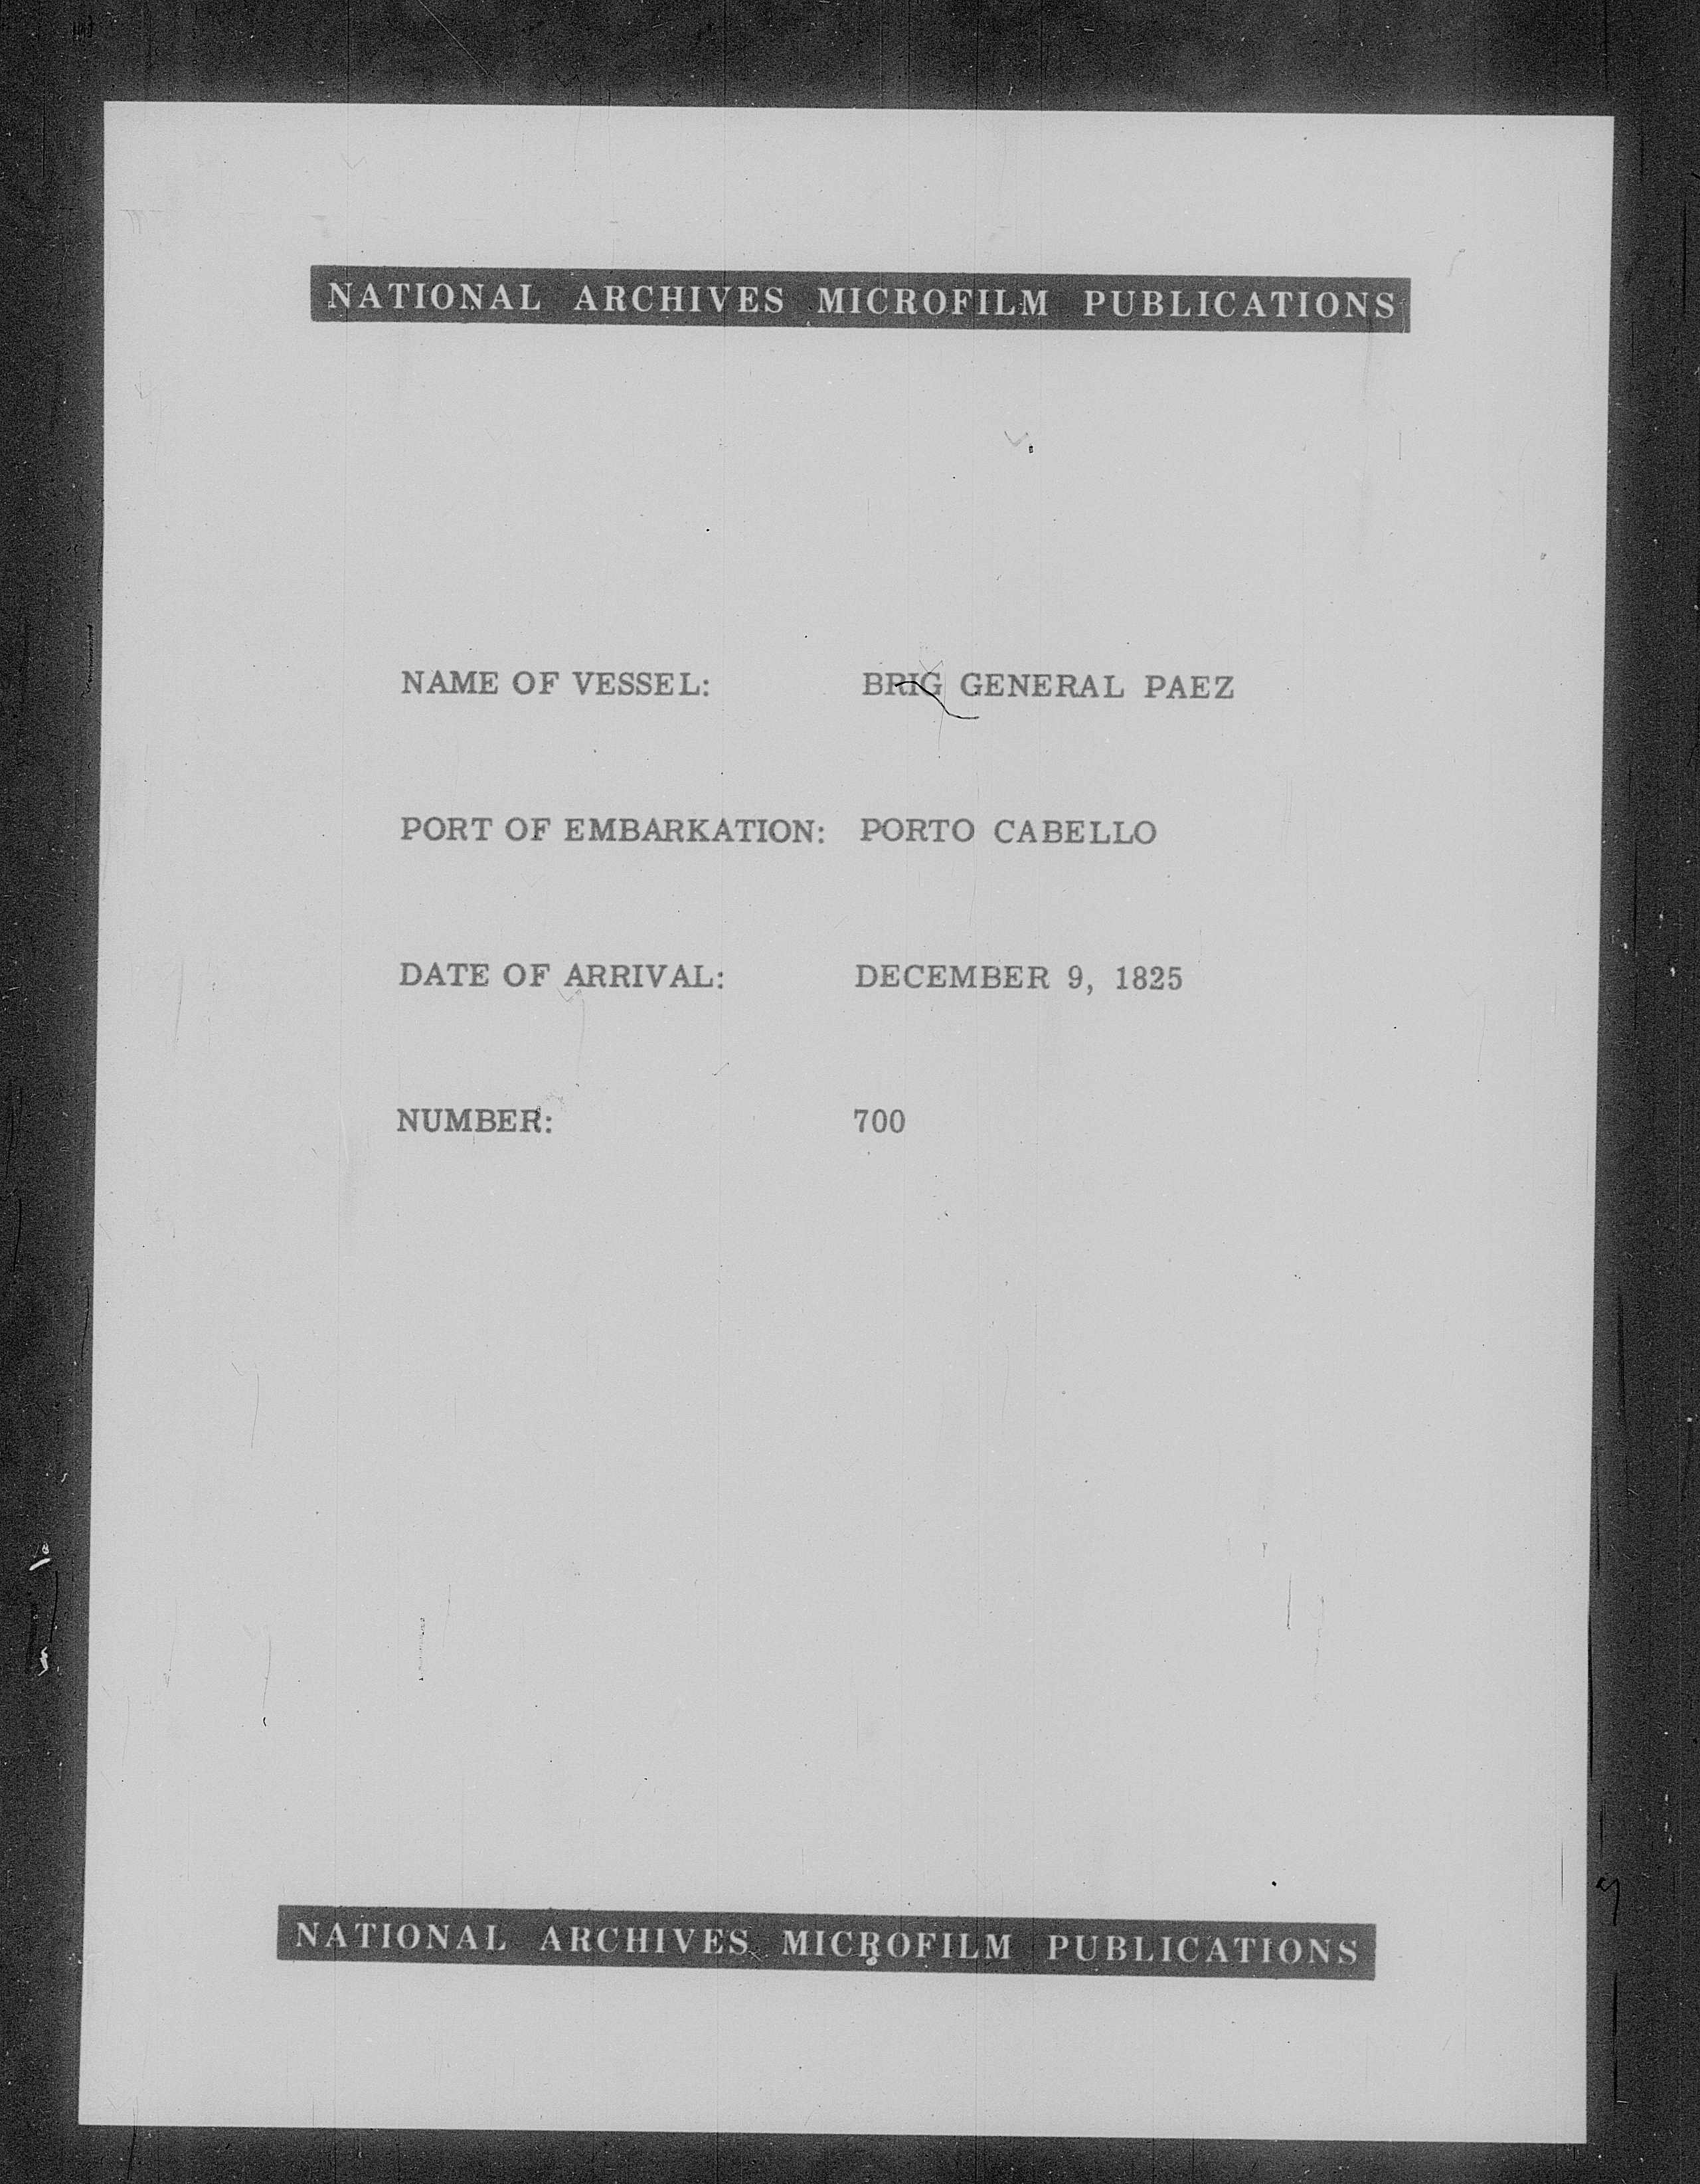 NATIONAL ARCHIVES MICROFILM PUBLICATIONS
NAME OF VESSEL: BRIG GENERAL PAEZ
PORT OF EMBARKATION: PORTO CABELLO
DATE OF ARRIVAL: DECEMBER 9, 1825
NUMBER: 700
NATIONAL ARCHIVES MICROFILM PUBLICATIONS